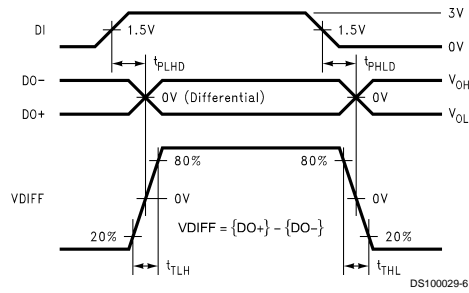 3V
DI
1.5V
1.5V
0V
tPLHD
tPHLD
DO-
VOH
0V (Differential)
0V
DO+
VOL
80%
80%
VDIFF
0V
0V
VDIFF = {DO+} - {DO-}
20%
20%
tTLH
tTHL
DS100029-6